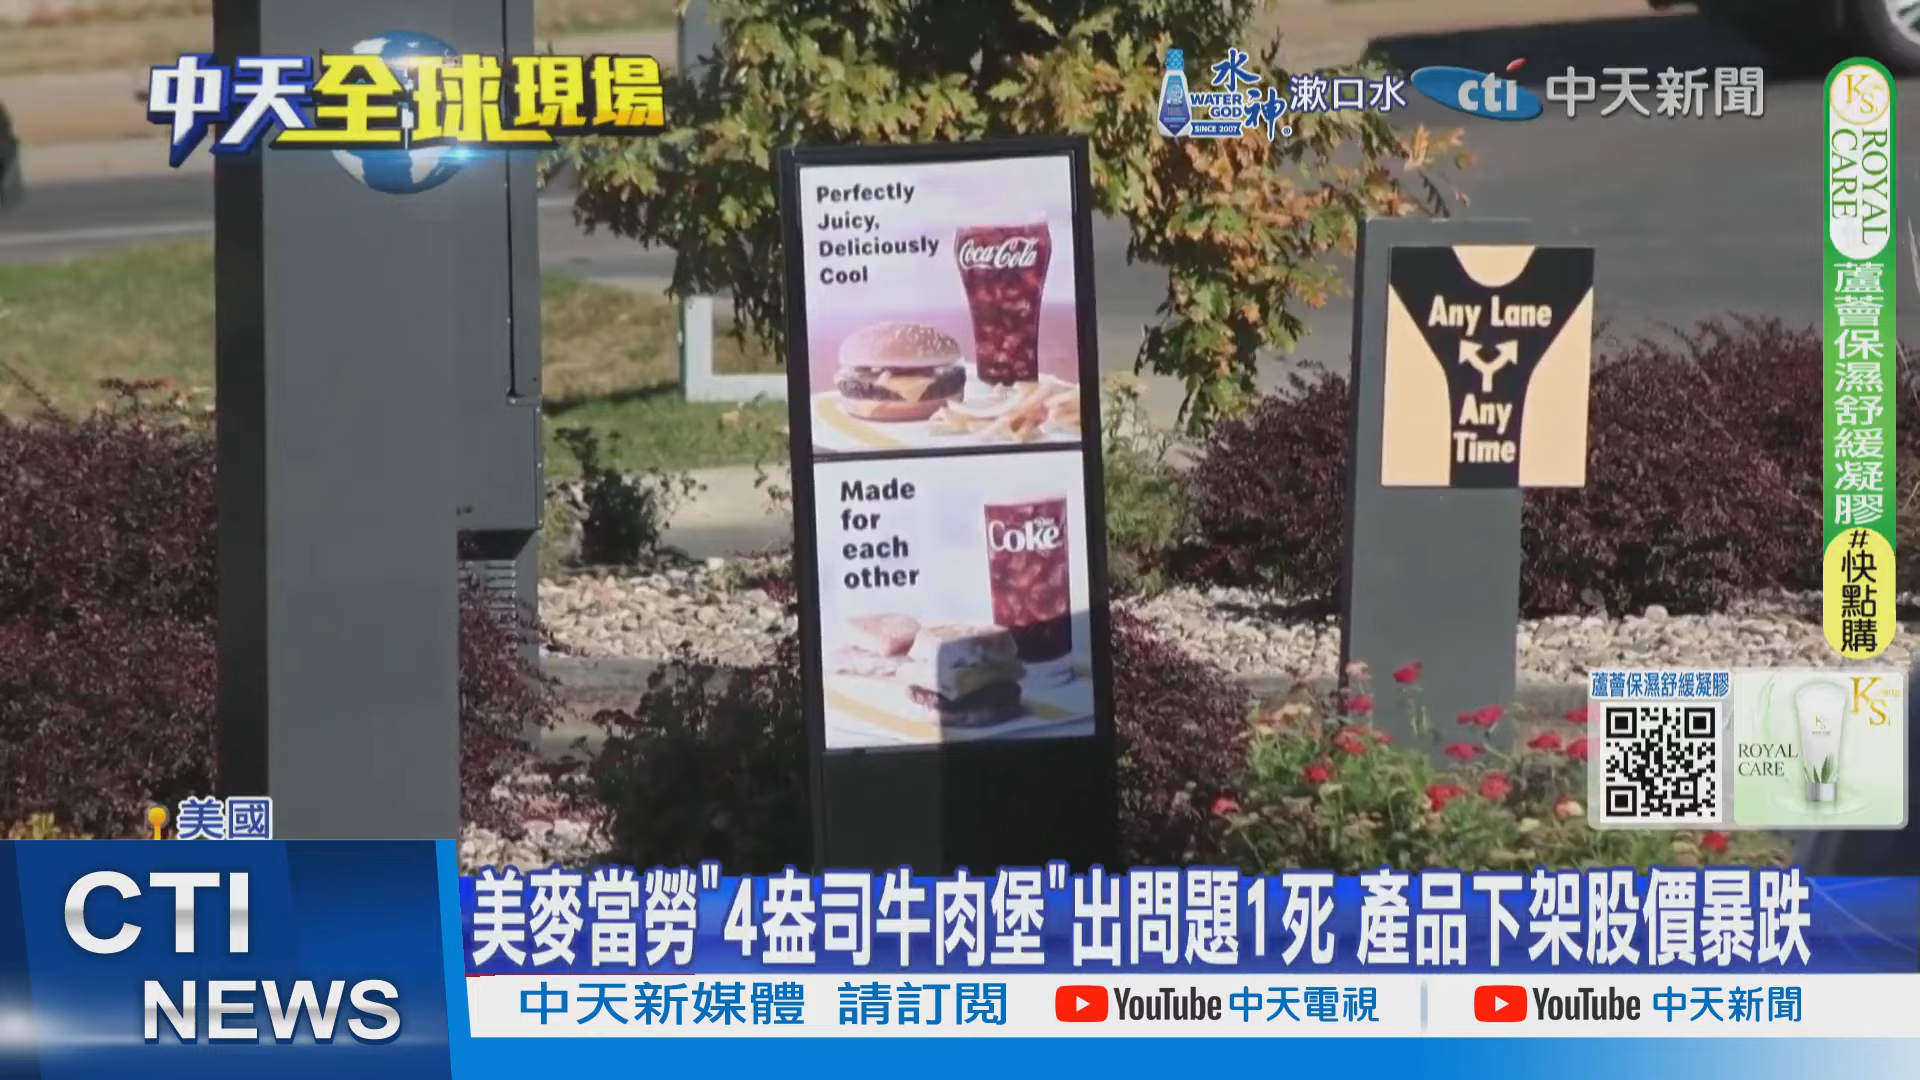 中天全球現場
水神
WATER GOD
SINCE 2007
漱口水
cti 中天新聞
KS
ROYAL CARE
蘆薈保濕舒緩凝膠
#快點購
Perfectly
Juicy,
Deliciously
Cool
Coca-Cola
Any Lane
Any
Time
Made
for
each
other
Coke
蘆薈保濕舒緩凝膠
KS
ROYAL
CARE
美國
CTI
NEWS
美麥當勞"4盎司牛肉堡"出問題1死 產品下架股價暴跌
中天新媒體 請訂閱 YouTube 中天電視 YouTube 中天新聞